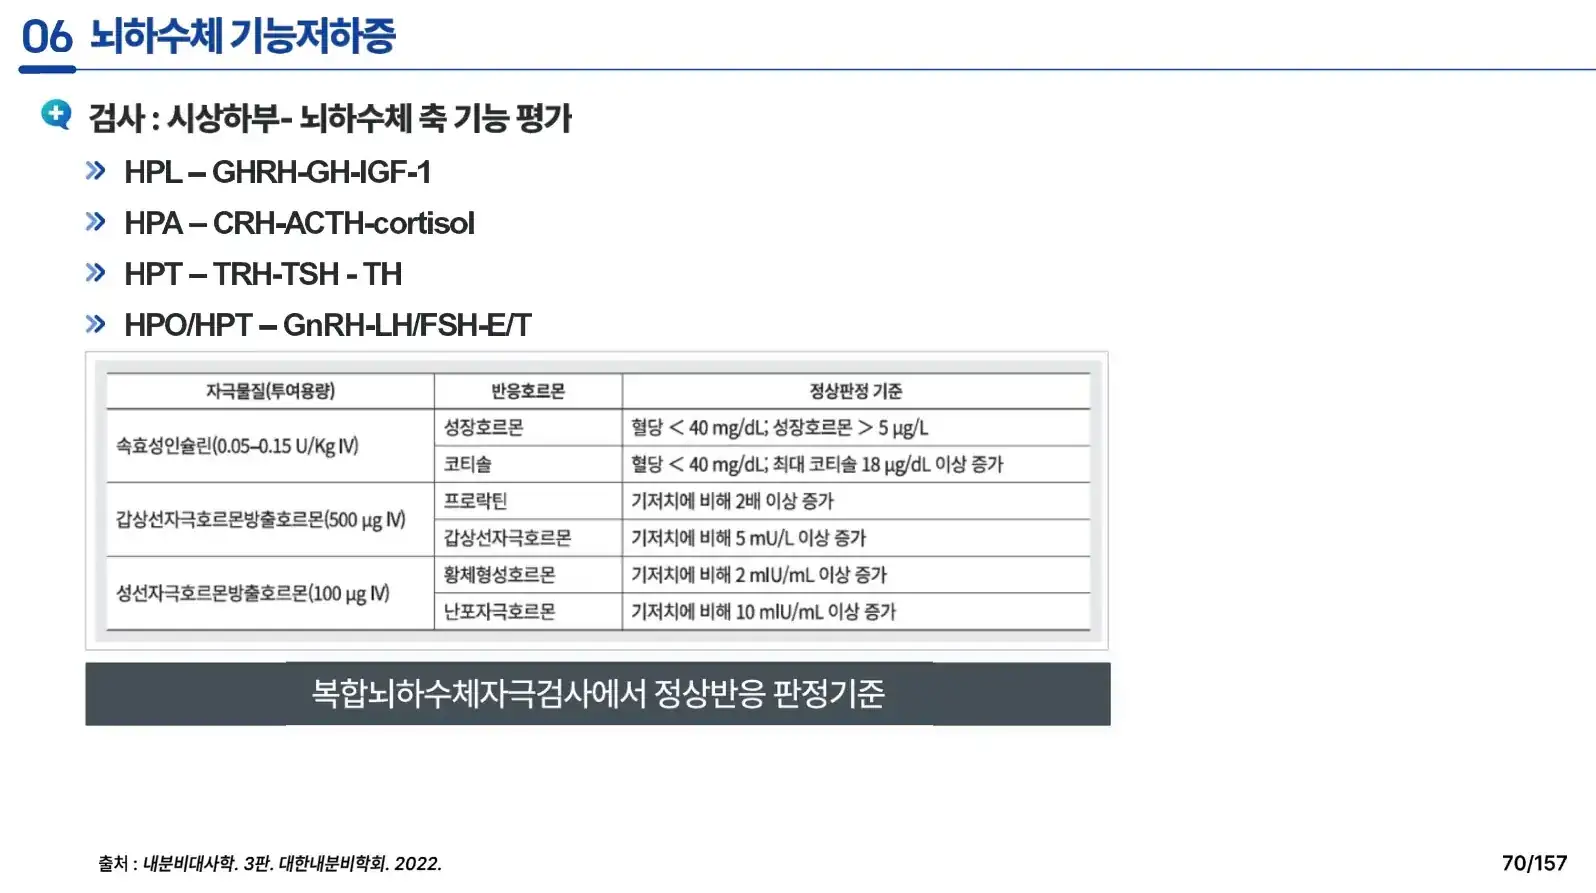 06 뇌하수체 기능저하증
검사 : 시상하부- 뇌하수체 축 기능 평가
HPL – GHRH-GH-IGF-1
HPA – CRH-ACTH-cortisol
HPT – TRH-TSH - TH
HPO/HPT – GnRH-LH/FSH-E/T
자극물질(투여용량) 반응호르몬 정상판정 기준
속효성인슐린(0.05–0.15 U/Kg IV) 성장호르몬 혈당 < 40 mg/dL; 성장호르몬 > 5 μg/L
코티솔 혈당 < 40 mg/dL; 최대 코티솔 18 μg/dL 이상 증가
갑상선자극호르몬방출호르몬(500 μg IV) 프로락틴 기저치에 비해 2배 이상 증가
갑상선자극호르몬 기저치에 비해 5 mU/L 이상 증가
성선자극호르몬방출호르몬(100 μg IV) 황체형성호르몬 기저치에 비해 2 mIU/mL 이상 증가
난포자극호르몬 기저치에 비해 10 mIU/mL 이상 증가
복합뇌하수체자극검사에서 정상반응 판정기준
출처 : 내분비대사학. 3판. 대한내분비학회. 2022.
70/157